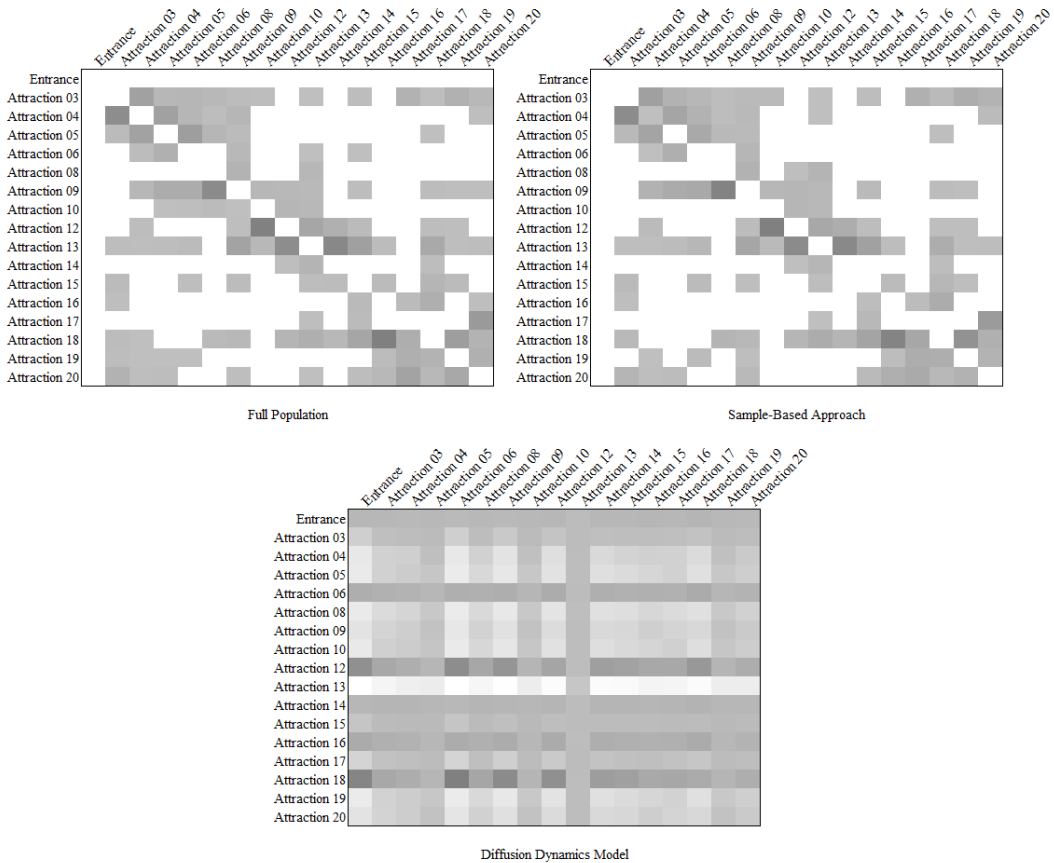 Entrance
Attraction 03
Attraction 04
Attraction 05
Attraction 06
Attraction 08
Attraction 09
Attraction 10
Attraction 12
Attraction 13
Attraction 14
Attraction 15
Attraction 16
Attraction 17
Attraction 18
Attraction 19
Attraction 20
Entrance
Attraction 03
Attraction 04
Attraction 05
Attraction 06
Attraction 08
Attraction 09
Attraction 10
Attraction 12
Attraction 13
Attraction 14
Attraction 15
Attraction 16
Attraction 17
Attraction 18
Attraction 19
Attraction 20
Full Population
Entrance
Attraction 03
Attraction 04
Attraction 05
Attraction 06
Attraction 08
Attraction 09
Attraction 10
Attraction 12
Attraction 13
Attraction 14
Attraction 15
Attraction 16
Attraction 17
Attraction 18
Attraction 19
Attraction 20
Entrance
Attraction 03
Attraction 04
Attraction 05
Attraction 06
Attraction 08
Attraction 09
Attraction 10
Attraction 12
Attraction 13
Attraction 14
Attraction 15
Attraction 16
Attraction 17
Attraction 18
Attraction 19
Attraction 20
Sample-Based Approach
Entrance
Attraction 03
Attraction 04
Attraction 05
Attraction 06
Attraction 08
Attraction 09
Attraction 10
Attraction 12
Attraction 13
Attraction 14
Attraction 15
Attraction 16
Attraction 17
Attraction 18
Attraction 19
Attraction 20
Entrance
Attraction 03
Attraction 04
Attraction 05
Attraction 06
Attraction 08
Attraction 09
Attraction 10
Attraction 12
Attraction 13
Attraction 14
Attraction 15
Attraction 16
Attraction 17
Attraction 18
Attraction 19
Attraction 20
Diffusion Dynamics Model